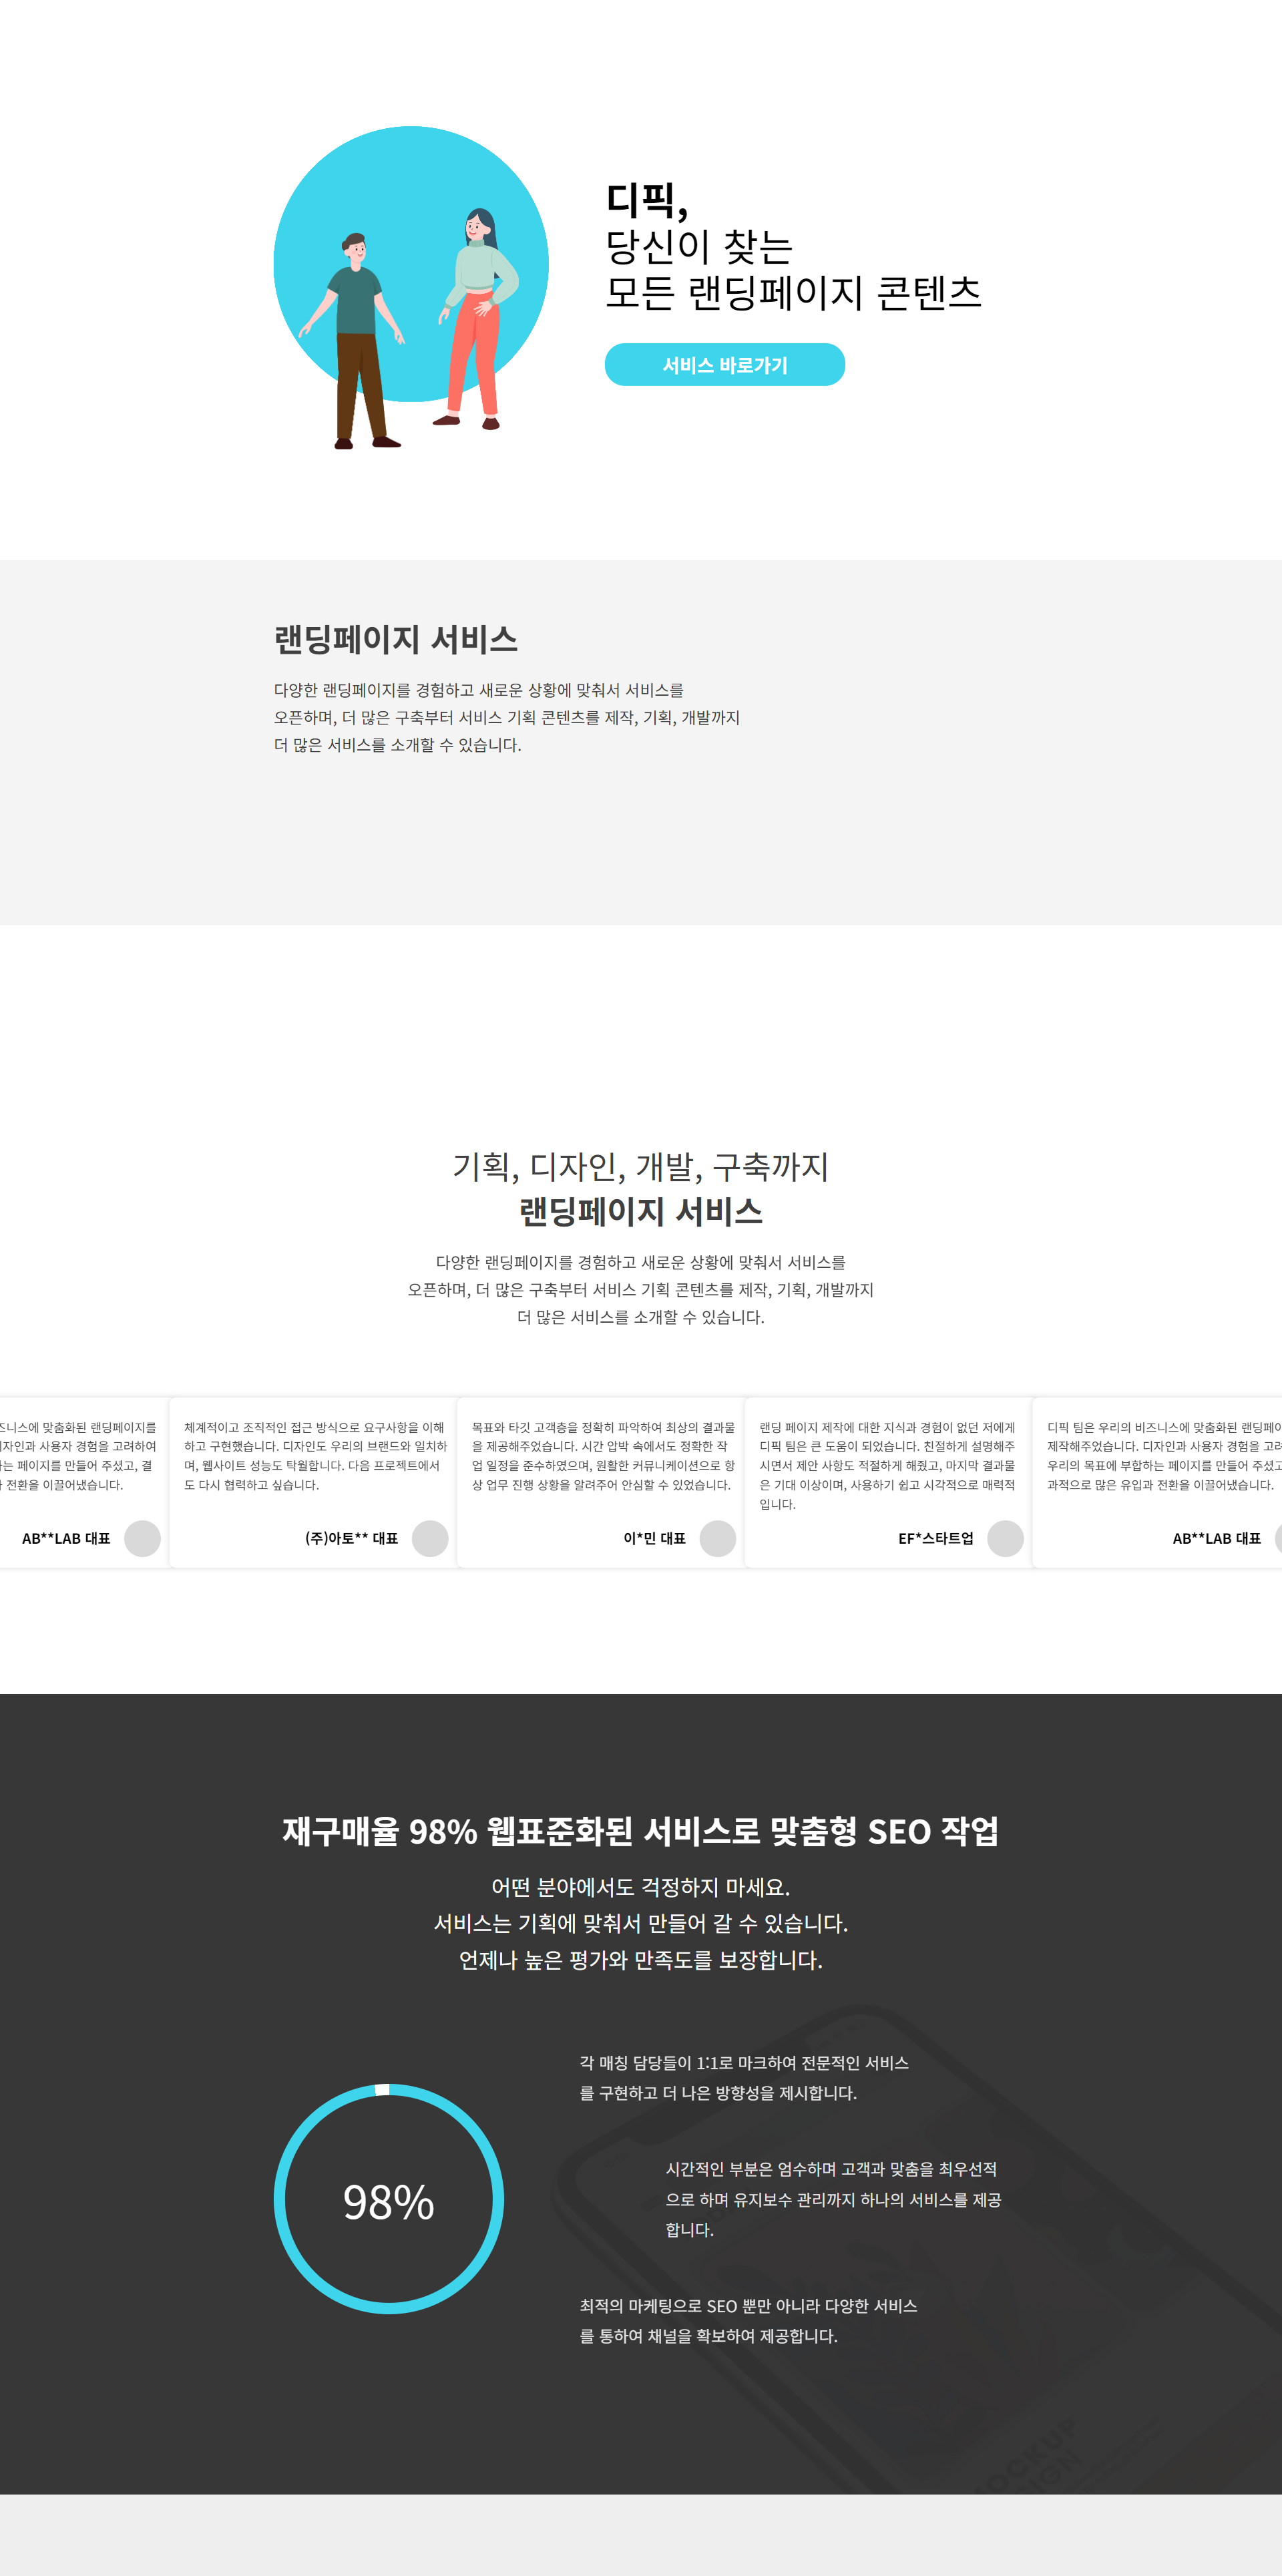 디픽,
당신이 찾는
모든 랜딩페이지 콘텐츠
서비스 바로가기
랜딩페이지 서비스
다양한 랜딩페이지를 경험하고 새로운 상황에 맞춰서 서비스를
오픈하며, 더 많은 구축부터 서비스 기획 콘텐츠를 제작, 기획, 개발까지
더 많은 서비스를 소개할 수 있습니다.
기획, 디자인, 개발, 구축까지
랜딩페이지 서비스
다양한 랜딩페이지를 경험하고 새로운 상황에 맞춰서 서비스를
오픈하며, 더 많은 구축부터 서비스 기획 콘텐츠를 제작, 기획, 개발까지
더 많은 서비스를 소개할 수 있습니다.
즈니스에 맞춤화된 랜딩페이지를
디자인과 사용자 경험을 고려하여
하는 페이지를 만들어 주셨고, 결
전환을 이끌어냈습니다.
AB**LAB 대표
체계적이고 조직적인 접근 방식으로 요구사항을 이해
하고 구현했습니다. 디자인도 우리의 브랜드와 일치하
며, 웹사이트 성능도 탁월합니다. 다음 프로젝트에서
도 다시 협력하고 싶습니다.
(주)아토** 대표
목표와 타깃 고객층을 정확히 파악하여 최상의 결과물
을 제공해주었습니다. 시간 압박 속에서도 정확한 작
업 일정을 준수하였으며, 원활한 커뮤니케이션으로 항
상 업무 진행 상황을 알려주어 안심할 수 있었습니다.
이*민 대표
랜딩 페이지 제작에 대한 지식과 경험이 없던 저에게
디픽 팀은 큰 도움이 되었습니다. 친절하게 설명해주
시면서 제안 사항도 적절하게 해줬고, 마지막 결과물
은 기대 이상이며, 사용하기 쉽고 시각적으로 매력적
입니다.
EF*스타트업
디픽 팀은 우리의 비즈니스에 맞춤화된 랜딩페이
제작해주었습니다. 디자인과 사용자 경험을 고려
우리의 목표에 부합하는 페이지를 만들어 주셨고
과적으로 많은 유입과 전환을 이끌어냈습니다.
AB**LAB 대표
재구매율 98% 웹표준화된 서비스로 맞춤형 SEO 작업
어떤 분야에서도 걱정하지 마세요.
서비스는 기획에 맞춰서 만들어 갈 수 있습니다.
언제나 높은 평가와 만족도를 보장합니다.
98%
각 매칭 담당들이 1:1로 마크하여 전문적인 서비스
를 구현하고 더 나은 방향성을 제시합니다.
시간적인 부분은 엄수하며 고객과 맞춤을 최우선적
으로 하며 유지보수 관리까지 하나의 서비스를 제공
합니다.
최적의 마케팅으로 SEO 뿐만 아니라 다양한 서비스
를 통하여 채널을 확보하여 제공합니다.